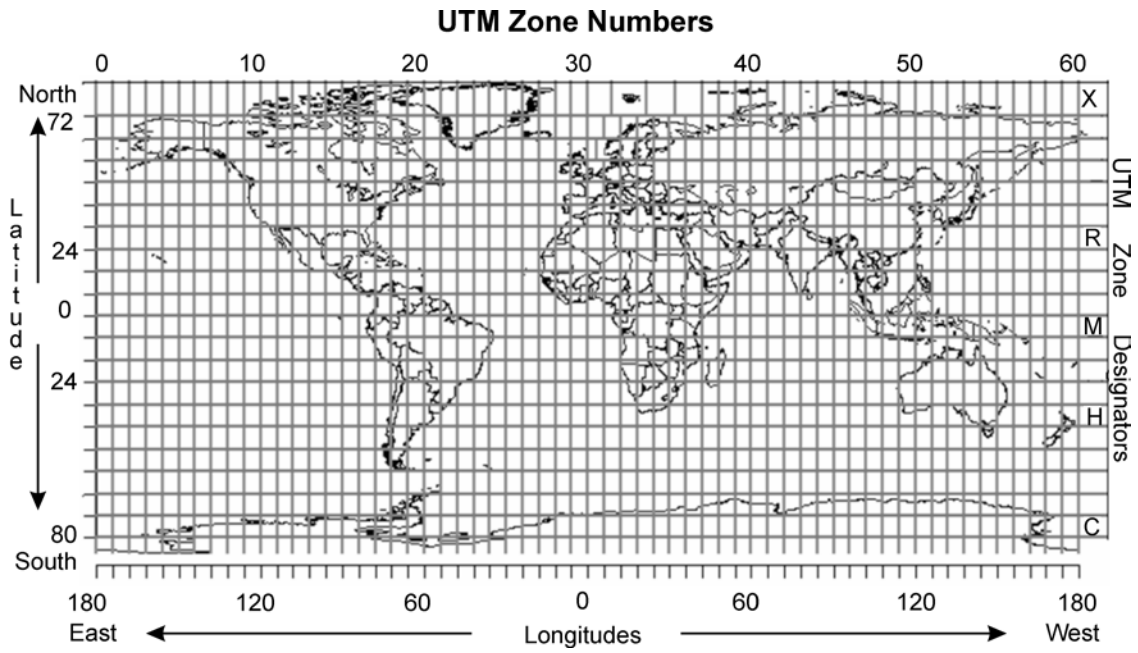 UTM Zone Numbers
0 10 20 30 40 50 60
North
72
Latitude
24
0
24
80
South
X
R
M
H
C
UTM Zone Designators
180 120 60 0 60 120 180
East Longitudes West